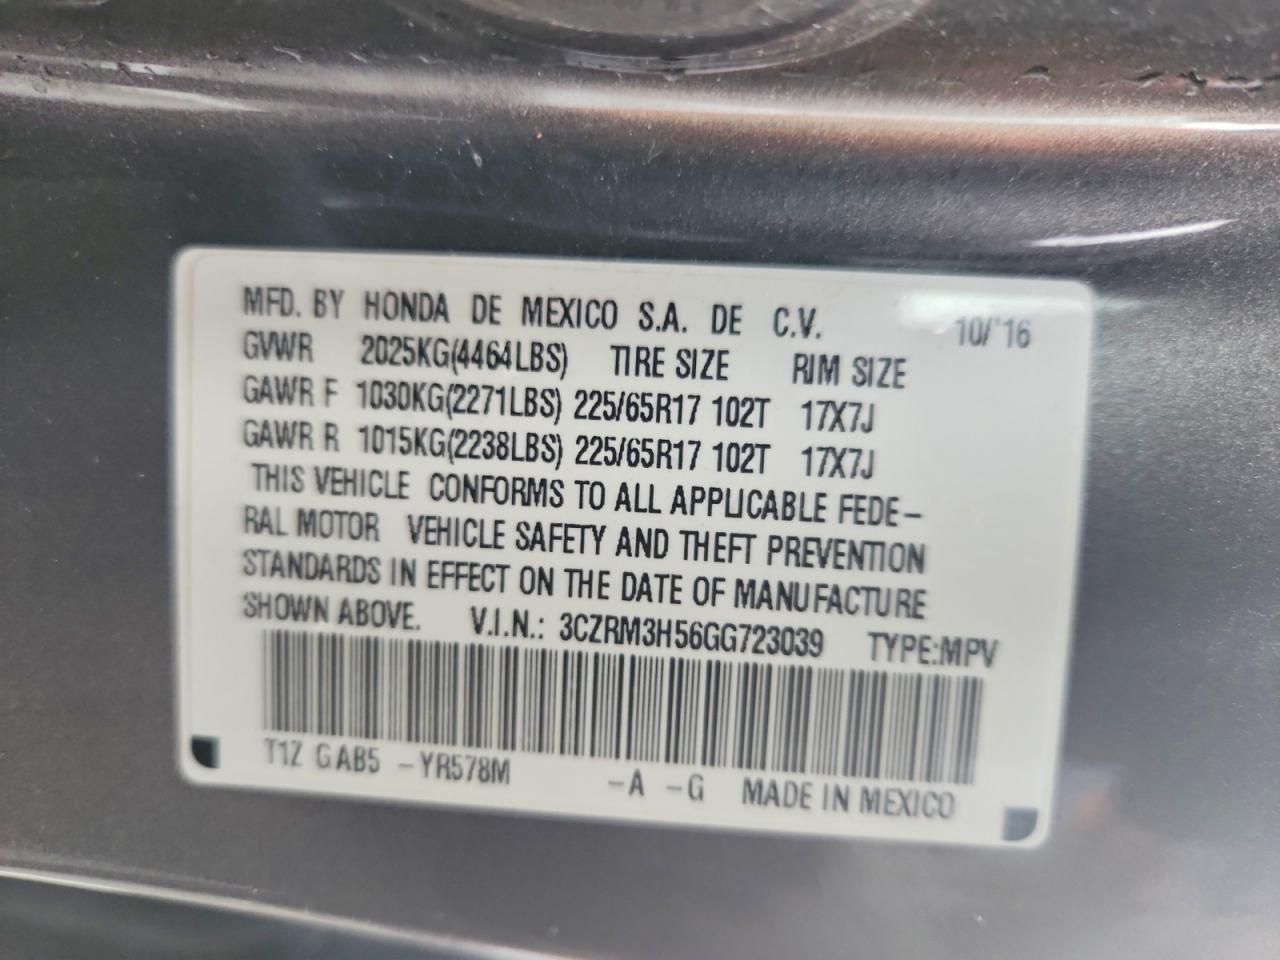 MFD. BY HONDA DE MEXICO S.A. DE C.V. 10/'16
GVWR 2025KG(4464LBS) TIRE SIZE RIM SIZE
GAWR F 1030KG(2271LBS) 225/65R17 102T 17X7J
GAWR R 1015KG(2238LBS) 225/65R17 102T 17X7J
THIS VEHICLE CONFORMS TO ALL APPLICABLE FEDE-
RAL MOTOR VEHICLE SAFETY AND THEFT PREVENTION
STANDARDS IN EFFECT ON THE DATE OF MANUFACTURE
SHOWN ABOVE. V.I.N.: 3CZRM3H56GG723039 TYPE:MPV
T1Z GAB5 -YR578M -A -G MADE IN MEXICO